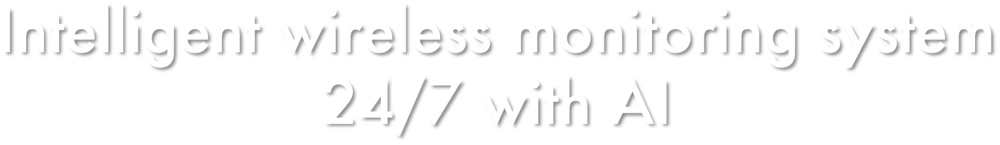 Intelligent wireless monitoring system
24/7 with AI